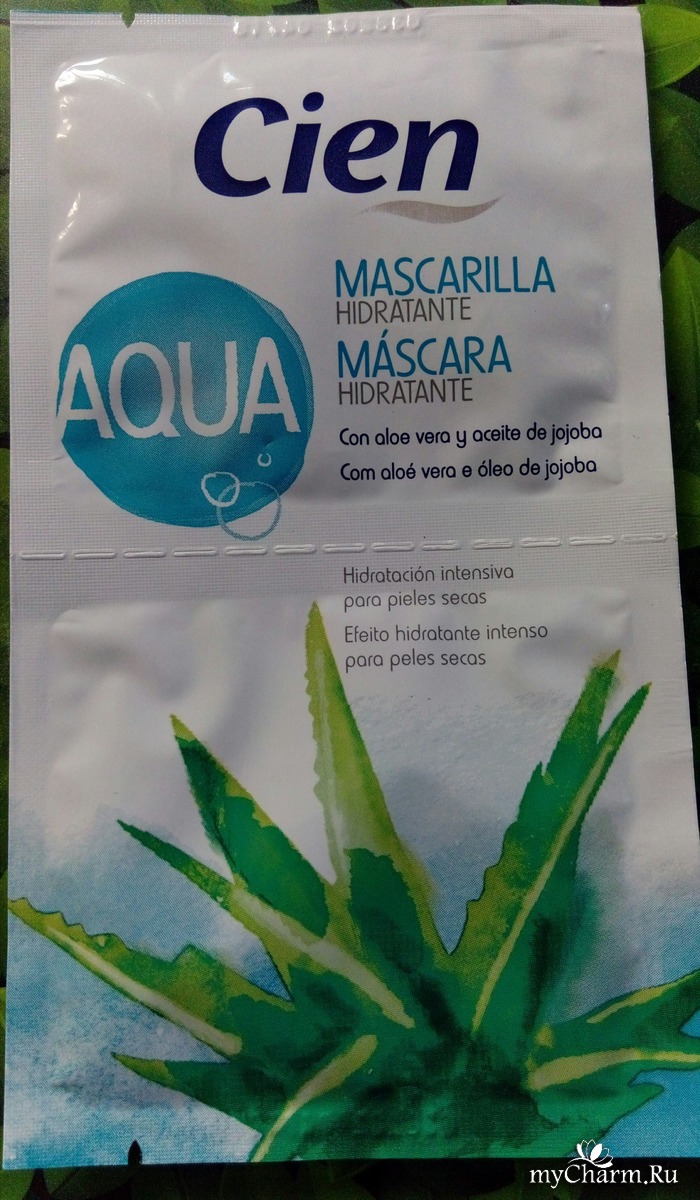 Cien
AQUA
MASCARILLA
HIDRATANTE
MÁSCARA
HIDRATANTE
Con aloe vera y aceite de jojoba
Com aloé vera e óleo de jojoba
Hidratación intensiva
para pieles secas
Efeito hidratante intenso
para peles secas
myCharm.Ru